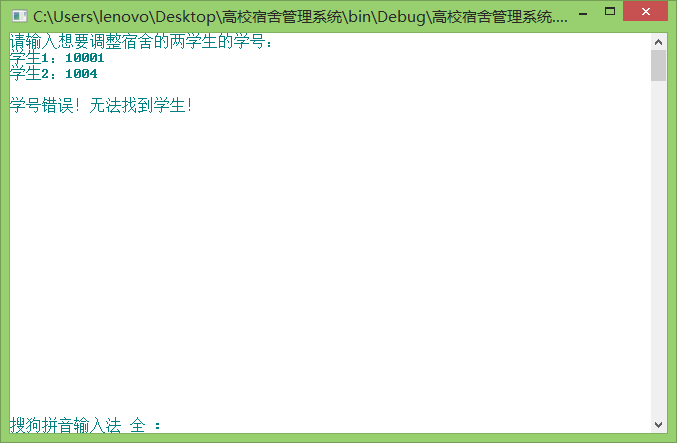 C:\Users\lenovo\Desktop\高校宿舍管理系统\bin\Debug\高校宿舍管理系统....
请输入想要调整宿舍的两学生的学号：
学生1：10001
学生2：1004
学号错误！无法找到学生！
搜狗拼音输入法 全 ：